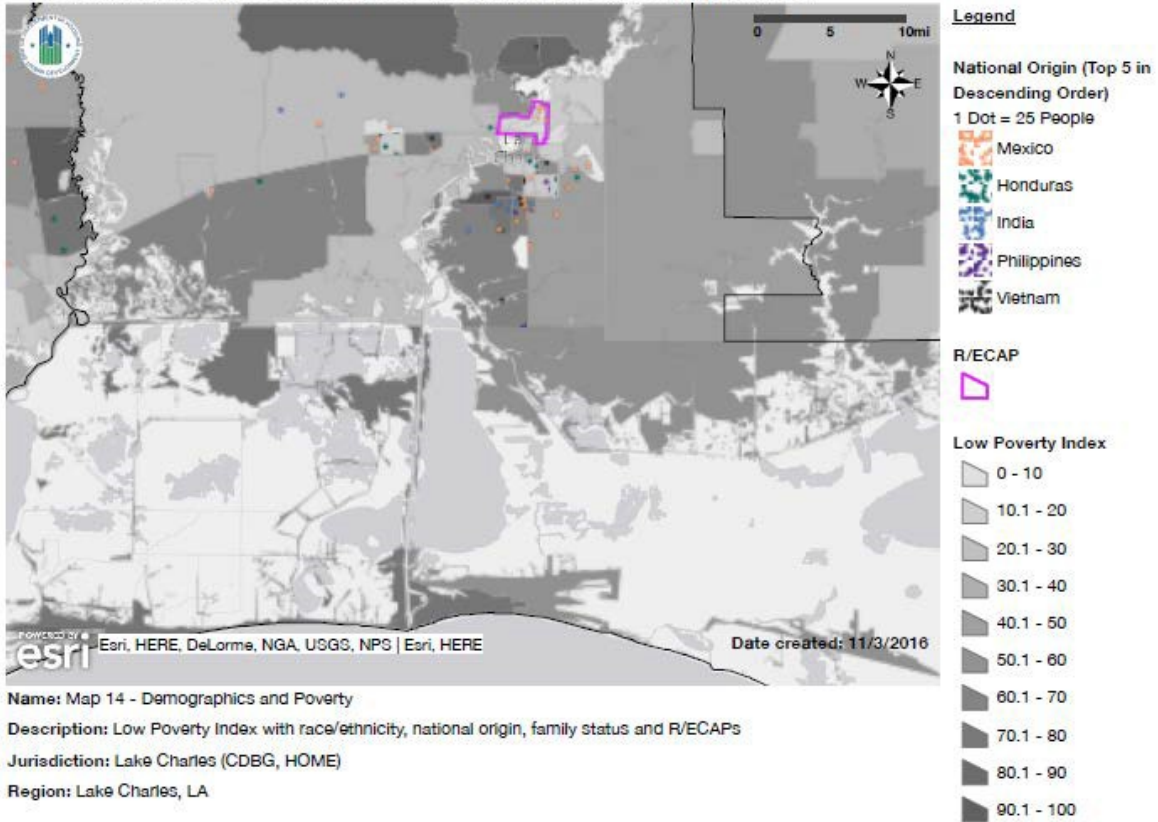 0 5 10mi
N
W E
S
Legend
National Origin (Top 5 in
Descending Order)
1 Dot = 25 People
Mexico
Honduras
India
Philippines
Vietnam
R/ECAP
Low Poverty Index
0 - 10
10.1 - 20
20.1 - 30
30.1 - 40
40.1 - 50
50.1 - 60
60.1 - 70
70.1 - 80
80.1 - 90
90.1 - 100
POWERED BY
esri
Esri, HERE, DeLorme, NGA, USGS, NPS | Esri, HERE
Date created: 11/3/2016
Name: Map 14 - Demographics and Poverty
Description: Low Poverty Index with race/ethnicity, national origin, family status and R/ECAPs
Jurisdiction: Lake Charles (CDBG, HOME)
Region: Lake Charles, LA